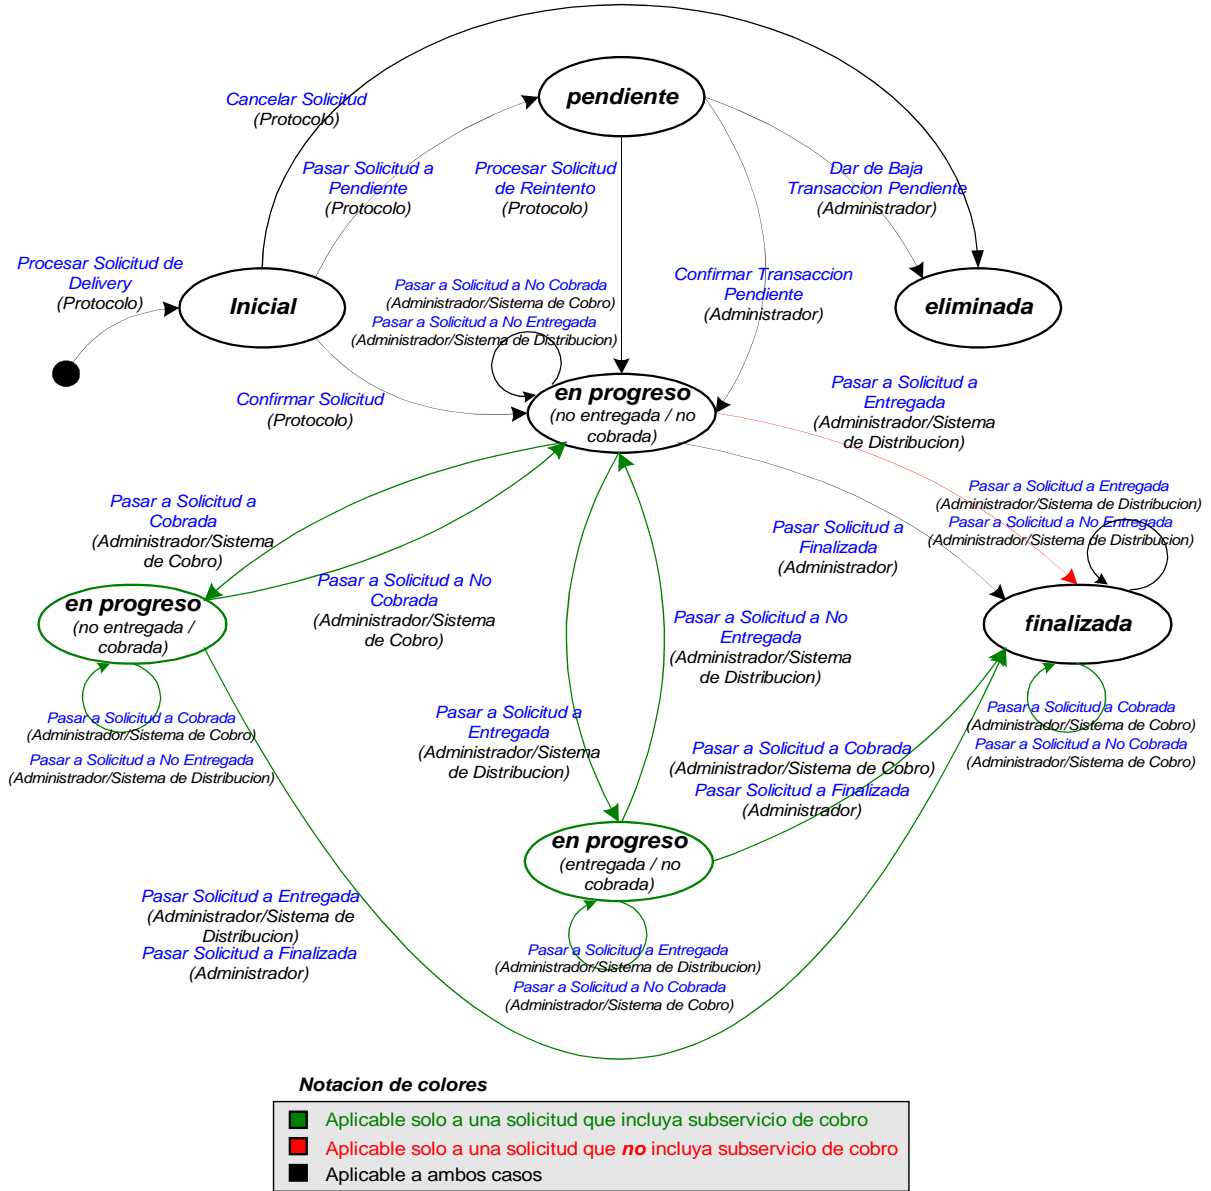 Cancelar Solicitud
(Protocolo)
pendiente
Pasar Solicitud a
Pendiente
(Protocolo)
Procesar Solicitud
de Reintento
(Protocolo)
Dar de Baja
Transaccion Pendiente
(Administrador)
Procesar Solicitud de
Delivery
(Protocolo)
Inicial
Pasar a Solicitud a No Cobrada
(Administrador/Sistema de Cobro)
Pasar a Solicitud a No Entregada
(Administrador/Sistema de Distribucion)
Confirmar Transaccion
Pendiente
(Administrador)
eliminada
Confirmar Solicitud
(Protocolo)
en progreso
(no entregada / no
cobrada)
Pasar a Solicitud a
Entregada
(Administrador/Sistema
de Distribucion)
Pasar a Solicitud a
Cobrada
(Administrador/Sistema
de Cobro)
Pasar a Solicitud a No
Cobrada
(Administrador/Sistema
de Cobro)
Pasar Solicitud a
Finalizada
(Administrador)
Pasar a Solicitud a Entregada
(Administrador/Sistema de Distribucion)
Pasar a Solicitud a No Entregada
(Administrador/Sistema de Distribucion)
en progreso
(no entregada /
cobrada)
Pasar a Solicitud a No
Entregada
(Administrador/Sistema
de Distribucion)
finalizada
Pasar a Solicitud a Cobrada
(Administrador/Sistema de Cobro)
Pasar a Solicitud a No Entregada
(Administrador/Sistema de Distribucion)
Pasar a Solicitud a
Entregada
(Administrador/Sistema
de Distribucion)
Pasar a Solicitud a Cobrada
(Administrador/Sistema de Cobro)
Pasar Solicitud a Finalizada
(Administrador)
Pasar a Solicitud a Cobrada
(Administrador/Sistema de Cobro)
Pasar a Solicitud a No Cobrada
(Administrador/Sistema de Cobro)
en progreso
(entregada / no
cobrada)
Pasar Solicitud a Entregada
(Administrador/Sistema de
Distribucion)
Pasar Solicitud a Finalizada
(Administrador)
Pasar a Solicitud a Entregada
(Administrador/Sistema de Distribucion)
Pasar a Solicitud a No Cobrada
(Administrador/Sistema de Cobro)
Notacion de colores
Aplicable solo a una solicitud que incluya subservicio de cobro
Aplicable solo a una solicitud que no incluya subservicio de cobro
Aplicable a ambos casos